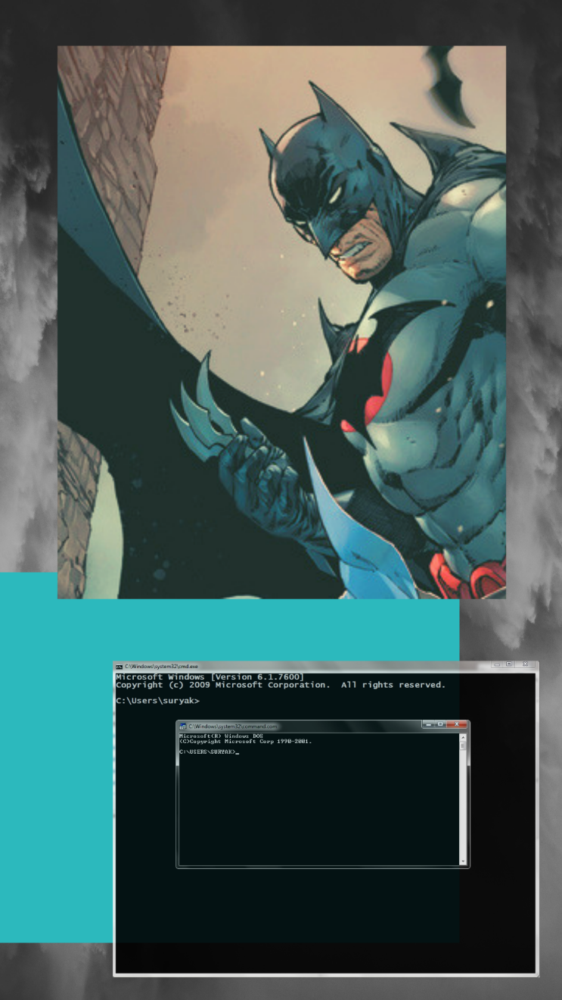 C:\Windows\system32\cmd.exe
Microsoft Windows [Version 6.1.7600]
Copyright (c) 2009 Microsoft Corporation.  All rights reserved.
C:\Users\suryak>
C:\Windows\system32\command.com
Microsoft(R) Windows DOS
(C)Copyright Microsoft Corp 1990-2001.
C:\USERS\SURYAK>_